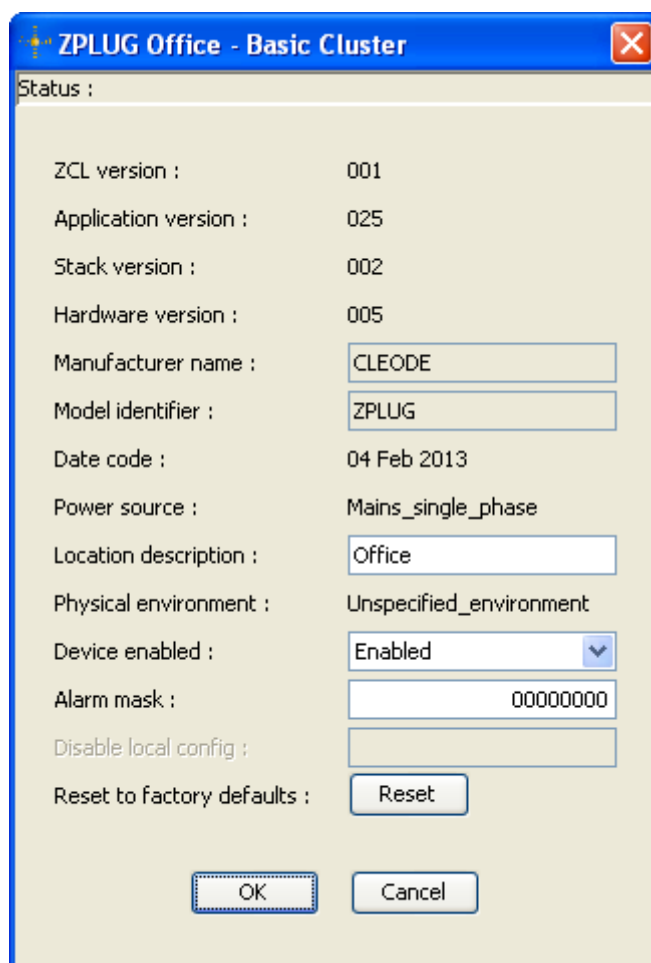 ZPLUG Office - Basic Cluster
Status :
ZCL version : 001
Application version : 025
Stack version : 002
Hardware version : 005
Manufacturer name : CLEODE
Model identifier : ZPLUG
Date code : 04 Feb 2013
Power source : Mains_single_phase
Location description : Office
Physical environment : Unspecified_environment
Device enabled : Enabled
Alarm mask : 00000000
Disable local config :
Reset to factory defaults : Reset
OK Cancel